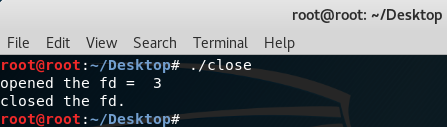 root@root: ~/Desktop
File Edit View Search Terminal Help
root@root:~/Desktop# ./close
opened the fd =  3
closed the fd.
root@root:~/Desktop#